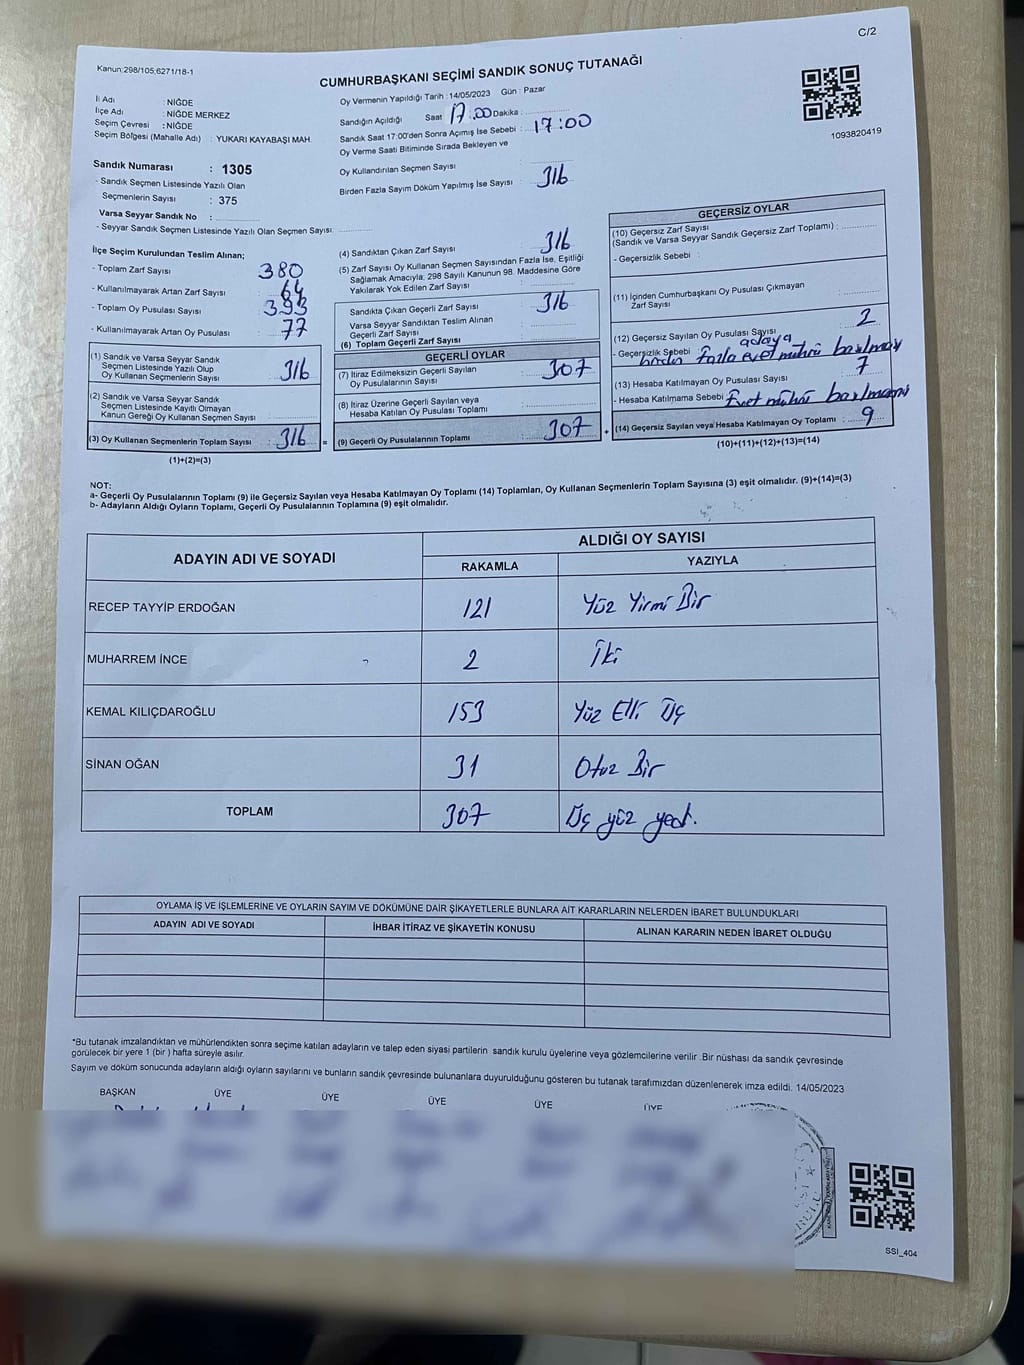 C/2
Kanun:298/105;6271/18-1
CUMHURBAŞKANI SEÇİMİ SANDIK SONUÇ TUTANAĞI
İl Adı : NİĞDE
İlçe Adı : NİĞDE MERKEZ
Seçim Çevresi : NİĞDE
Seçim Bölgesi (Mahalle Adı) : YUKARI KAYABAŞI MAH.
Oy Vermenin Yapıldığı Tarih : 14/05/2023 Gün : Pazar
Sandığın Açıldığı Saat 17.00 Dakika :
Sandık Saat 17:00'den Sonra Açılmış İse Sebebi : 17:00
Oy Verme Saati Bitiminde Sırada Bekleyen ve
Oy Kullandırılan Seçmen Sayısı
Birden Fazla Sayım Döküm Yapılmış İse Sayısı : 316
1093820419
Sandık Numarası : 1305
- Sandık Seçmen Listesinde Yazılı Olan
Seçmenlerin Sayısı : 375
Varsa Seyyar Sandık No :
- Seyyar Sandık Seçmen Listesinde Yazılı Olan Seçmen Sayısı:
İlçe Seçim Kurulundan Teslim Alınan;
- Toplam Zarf Sayısı : 380
- Kullanılmayarak Artan Zarf Sayısı : 64
- Toplam Oy Pusulası Sayısı : 393
- Kullanılmayarak Artan Oy Pusulası : 77
(1) Sandık ve Varsa Seyyar Sandık
Seçmen Listesinde Yazılı Olup
Oy Kullanan Seçmenlerin Sayısı : 316
(2) Sandık ve Varsa Seyyar Sandık
Seçmen Listesinde Kayıtlı Olmayan
Kanun Gereği Oy Kullanan Seçmen Sayısı :
(3) Oy Kullanan Seçmenlerin Toplam Sayısı : 316 =
(1)+(2)=(3)
(4) Sandıktan Çıkan Zarf Sayısı : 316
(5) Zarf Sayısı Oy Kullanan Seçmen Sayısından Fazla İse, Eşitliği
Sağlamak Amacıyla, 298 Sayılı Kanunun 98. Maddesine Göre
Yakılarak Yok Edilen Zarf Sayısı :
Sandıkta Çıkan Geçerli Zarf Sayısı : 316
Varsa Seyyar Sandıktan Teslim Alınan
Geçerli Zarf Sayısı :
(6) Toplam Geçerli Zarf Sayısı :
GEÇERLİ OYLAR
(7) İtiraz Edilmeksizin Geçerli Sayılan
Oy Pusulalarının Sayısı : 307
(8) İtiraz Üzerine Geçerli Sayılan veya
Hesaba Katılan Oy Pusulası Toplamı :
(9) Geçerli Oy Pusulalarının Toplamı : 307 +
GEÇERSİZ OYLAR
(10) Geçersiz Zarf Sayısı
(Sandık ve Varsa Seyyar Sandık Geçersiz Zarf Toplamı) :
- Geçersizlik Sebebi :
(11) İçinden Cumhurbaşkanı Oy Pusulası Çıkmayan
Zarf Sayısı :
(12) Geçersiz Sayılan Oy Pusulası Sayısı : 2
- Geçersizlik Sebebi : birden fazla adaya evet mührü basılması
(13) Hesaba Katılmayan Oy Pusulası Sayısı : 7
- Hesaba Katılmama Sebebi : Evet mührü basılmamış
(14) Geçersiz Sayılan veya Hesaba Katılmayan Oy Toplamı : 9
(10)+(11)+(12)+(13)=(14)
NOT:
a- Geçerli Oy Pusulalarının Toplamı (9) ile Geçersiz Sayılan veya Hesaba Katılmayan Oy Toplamı (14) Toplamları, Oy Kullanan Seçmenlerin Toplam Sayısına (3) eşit olmalıdır. (9)+(14)=(3)
b- Adayların Aldığı Oyların Toplamı, Geçerli Oy Pusulalarının Toplamına (9) eşit olmalıdır.
ADAYIN ADI VE SOYADI
ALDIĞI OY SAYISI
RAKAMLA YAZIYLA
RECEP TAYYİP ERDOĞAN 121 Yüz Yirmi Bir
MUHARREM İNCE 2 İki
KEMAL KILIÇDAROĞLU 153 Yüz Elli Üç
SİNAN OĞAN 31 Otuz Bir
TOPLAM 307 Üç yüz yedi.
OYLAMA İŞ VE İŞLEMLERİNE VE OYLARIN SAYIM VE DÖKÜMÜNE DAİR ŞİKAYETLERLE BUNLARA AİT KARARLARIN NELERDEN İBARET BULUNDUKLARI
ADAYIN ADI VE SOYADI İHBAR İTİRAZ VE ŞİKAYETİN KONUSU ALINAN KARARIN NEDEN İBARET OLDUĞU
*Bu tutanak imzalandıktan ve mühürlendikten sonra seçime katılan adayların ve talep eden siyasi partilerin sandık kurulu üyelerine veya gözlemcilerine verilir .Bir nüshası da sandık çevresinde
görülecek bir yere 1 (bir ) hafta süreyle asılır.
Sayım ve döküm sonucunda adayların aldığı oyların sayılarını ve bunların sandık çevresinde bulunanlara duyurulduğunu gösteren bu tutanak tarafımızdan düzenlenerek imza edildi. 14/05/2023
BAŞKAN ÜYE ÜYE ÜYE ÜYE ÜYE
SSI_404